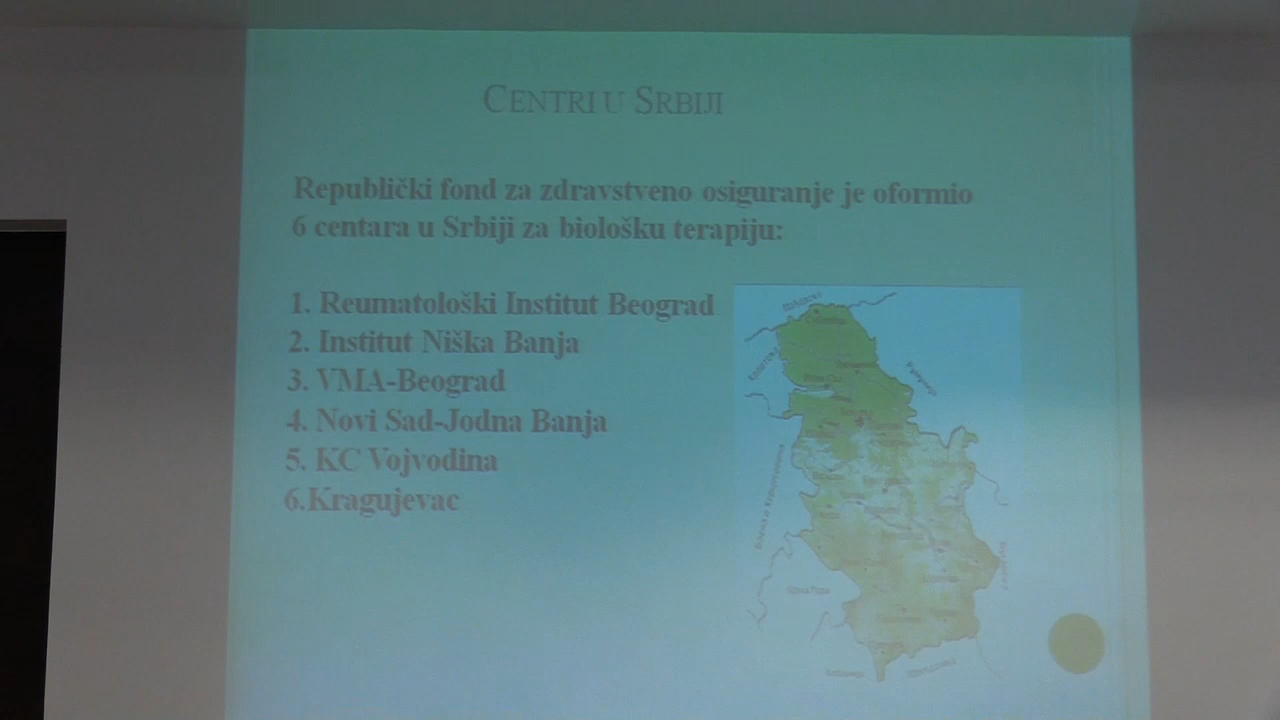 CENTRI U SRBIJI
Republički fond za zdravstveno osiguranje je oformio
6 centara u Srbiji za biološku terapiju:
1. Reumatološki Institut Beograd
2. Institut Niška Banja
3. VMA-Beograd
4. Novi Sad-Jodna Banja
5. KC Vojvodina
6.Kragujevac